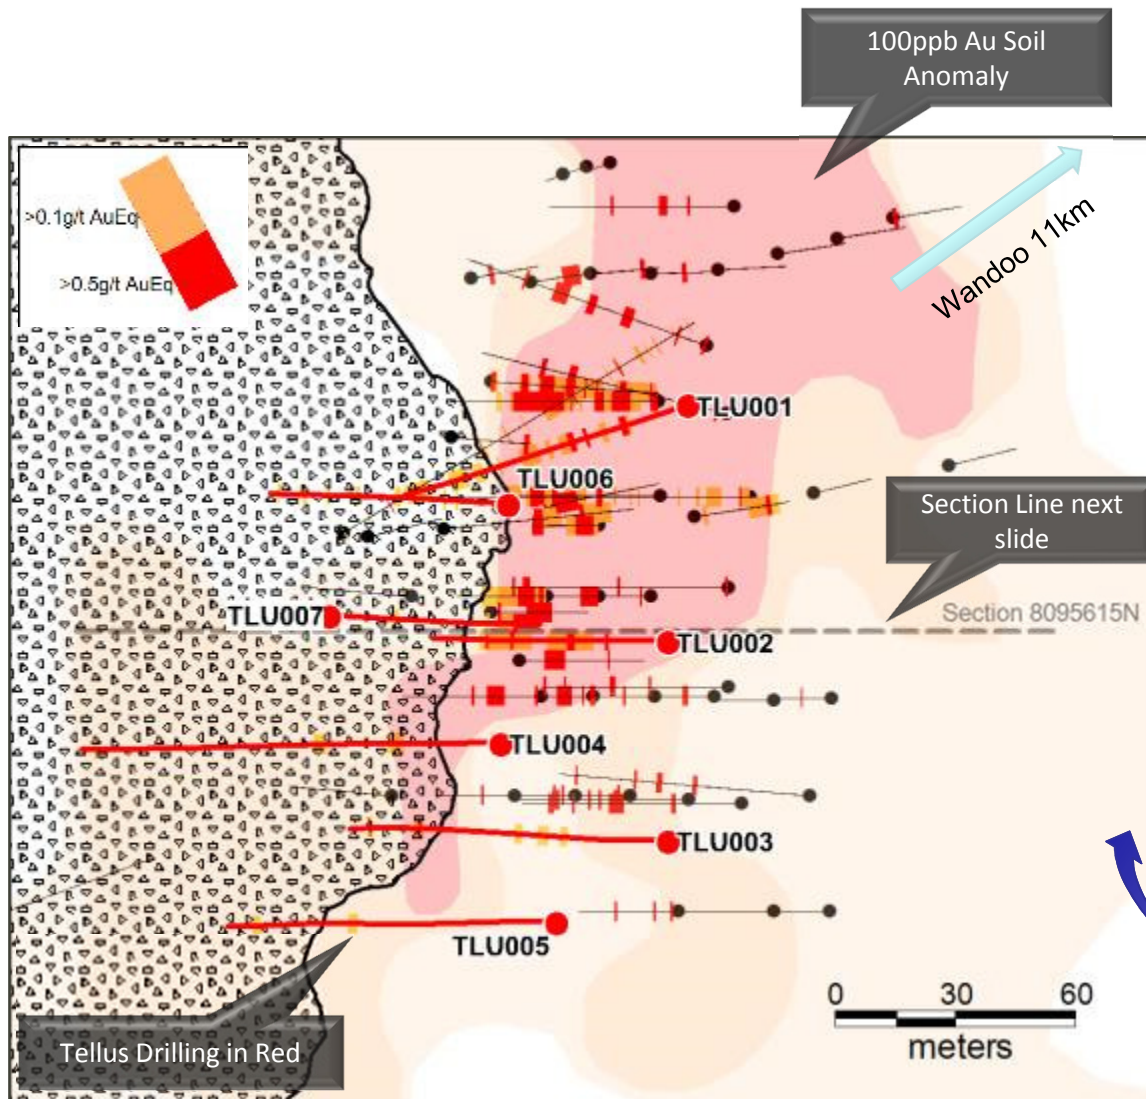 100ppb Au Soil
Anomaly
>0.1g/t AuEq
>0.5g/t AuEq
Wandoo 11km
TLU001
TLU006
Section Line next
slide
TLU007
Section 8095615N
TLU002
TLU004
TLU003
TLU005
0 30 60
meters
Tellus Drilling in Red